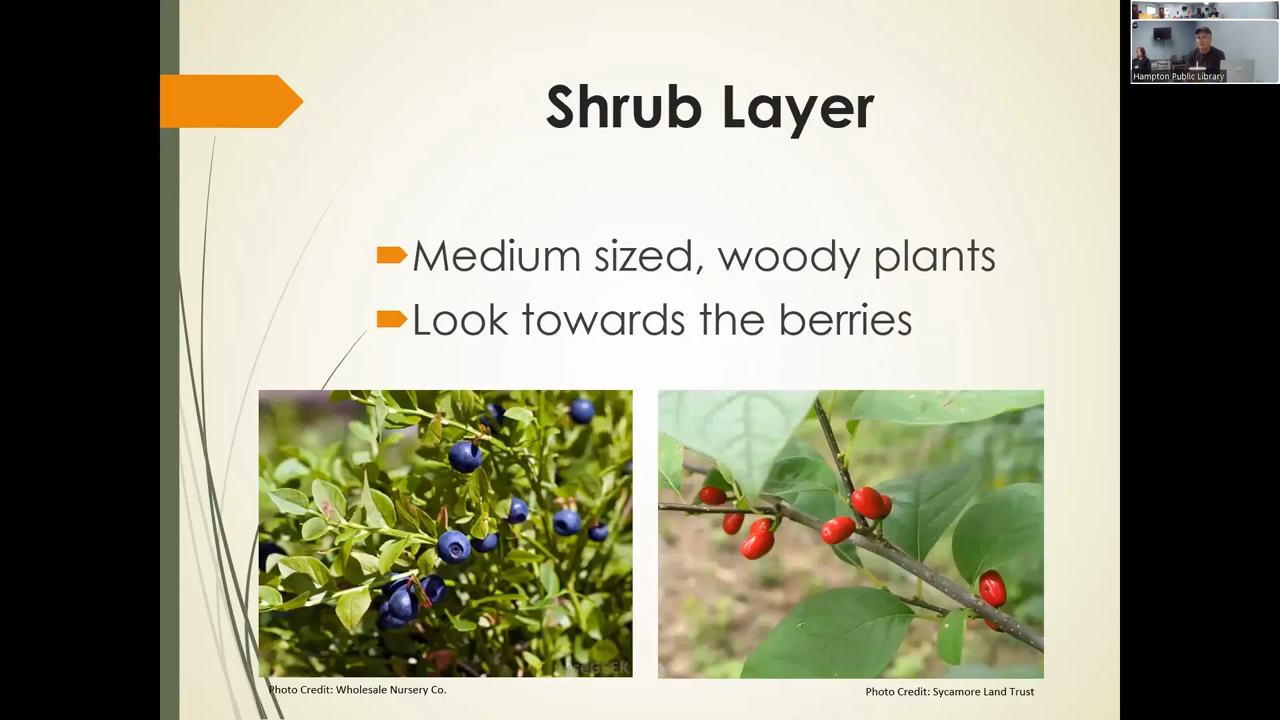 Shrub Layer
Medium sized, woody plants
Look towards the berries
Photo Credit: Wholesale Nursery Co.
Photo Credit: Sycamore Land Trust
Hampton Public Library